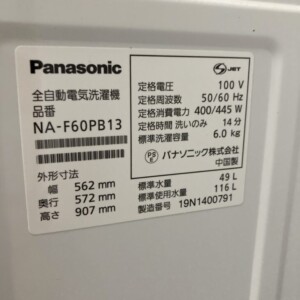 Panasonic
全自動電気洗濯機
品番
NA-F60PB13
外形寸法
幅 562 mm
奥行 572 mm
高さ 907 mm
JET
定格電圧 100 V
定格周波数 50/60 Hz
定格消費電力 400/445 W
定格時間 洗いのみ 14 分
標準洗濯容量 6.0 kg
PS E
パナソニック株式会社
中国製
標準水量 49 L
標準使用水量 116 L
製造番号 19N1400791